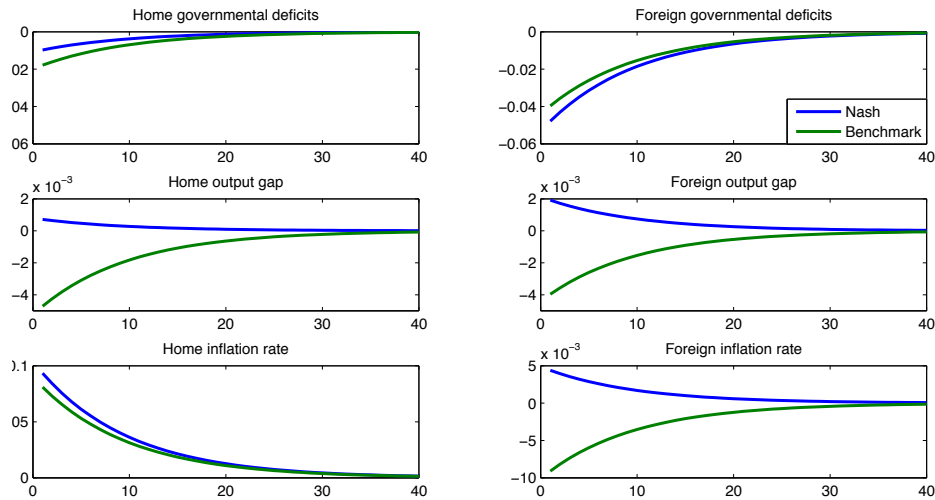 Home governmental deficits
0
02
04
06
0 10 20 30 40
Foreign governmental deficits
0
−0.02
−0.04
−0.06
0 10 20 30 40
Nash
Benchmark
x 10⁻³
Home output gap
2
0
−2
−4
0 10 20 30 40
x 10⁻³
Foreign output gap
2
0
−2
−4
0 10 20 30 40
Home inflation rate
0.1
05
0
0 10 20 30 40
x 10⁻³
Foreign inflation rate
5
0
−5
−10
0 10 20 30 40